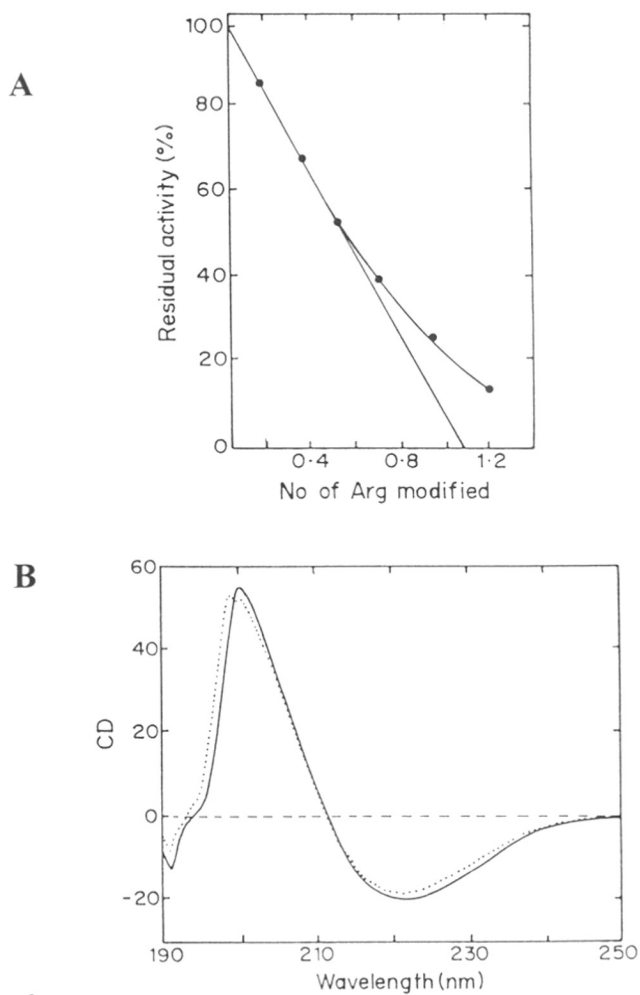 A
100
80
60
40
20
0
Residual activity (%)
0·4 0·8 1·2
No of Arg modified
B
60
40
20
0
-20
CD
190 210 230 250
Wavelength (nm)